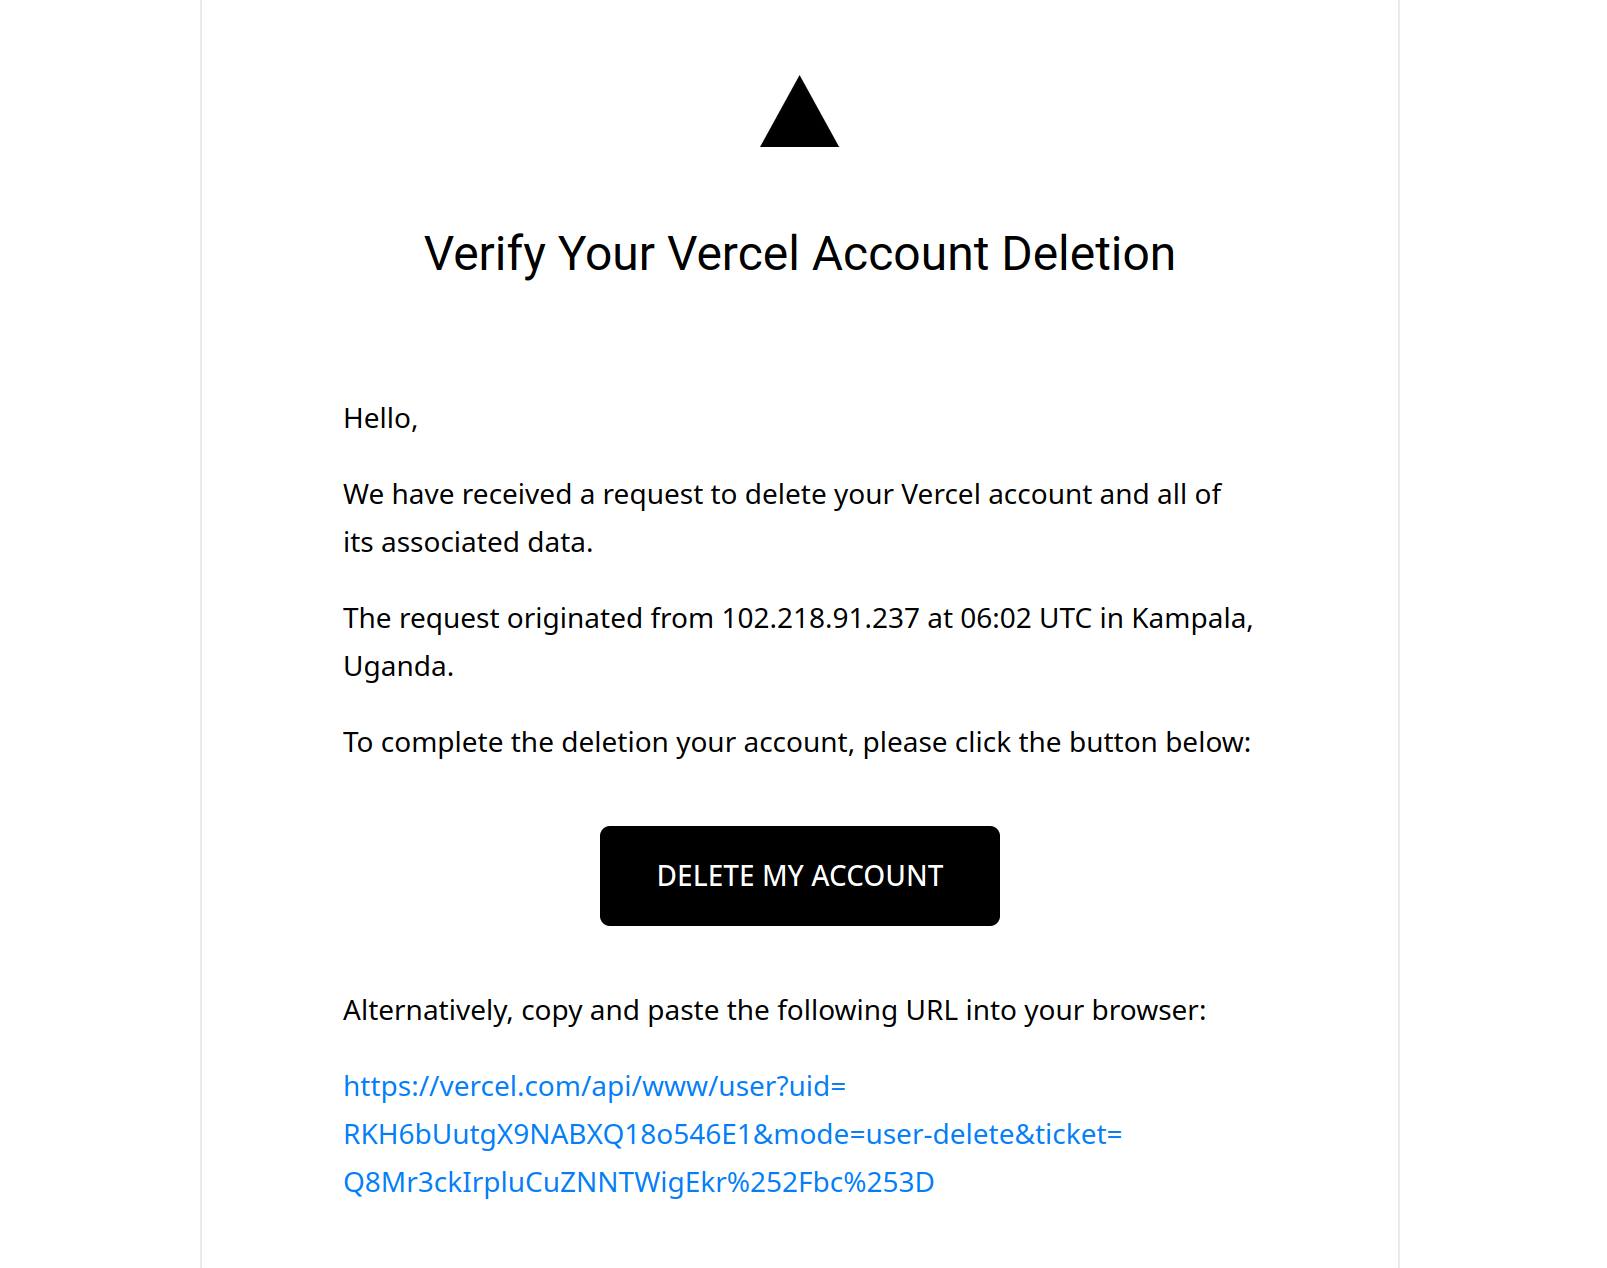 Verify Your Vercel Account Deletion
Hello,
We have received a request to delete your Vercel account and all of
its associated data.
The request originated from 102.218.91.237 at 06:02 UTC in Kampala,
Uganda.
To complete the deletion your account, please click the button below:
DELETE MY ACCOUNT
Alternatively, copy and paste the following URL into your browser:
https://vercel.com/api/www/user?uid=
RKH6bUutgX9NABXQ18o546E1&mode=user-delete&ticket=
Q8Mr3ckIrpluCuZNNTWigEkr%252Fbc%253D